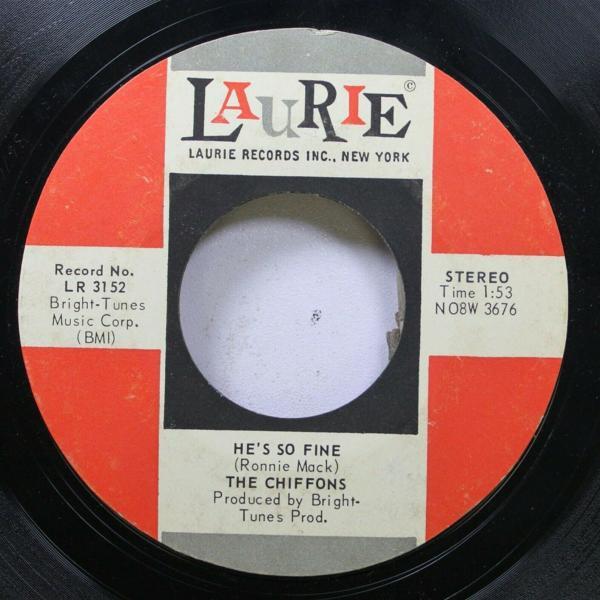 LAURIE ©
LAURIE RECORDS INC., NEW YORK
Record No.
LR 3152
Bright-Tunes
Music Corp.
(BMI)
STEREO
Time 1:53
NO8W 3676
HE'S SO FINE
(Ronnie Mack)
THE CHIFFONS
Produced by Bright-
Tunes Prod.